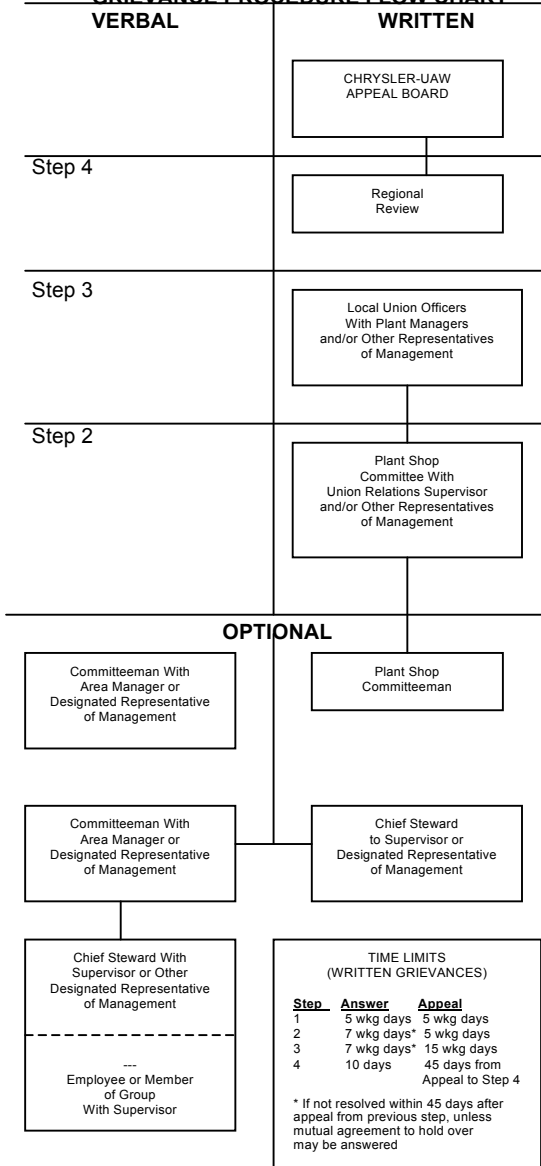 GRIEVANCE PROCEDURE FLOW CHART
VERBAL
WRITTEN
CHRYSLER-UAW
APPEAL BOARD
Step 4
Regional
Review
Step 3
Local Union Officers
With Plant Managers
and/or Other Representatives
of Management
Step 2
Plant Shop
Committee With
Union Relations Supervisor
and/or Other Representatives
of Management
OPTIONAL
Committeeman With
Area Manager or
Designated Representative
of Management
Plant Shop
Committeeman
Committeeman With
Area Manager or
Designated Representative
of Management
Chief Steward
to Supervisor or
Designated Representative
of Management
Chief Steward With
Supervisor or Other
Designated Representative
of Management
---
Employee or Member
of Group
With Supervisor
TIME LIMITS
(WRITTEN GRIEVANCES)
Step Answer Appeal
1 5 wkg days 5 wkg days
2 7 wkg days* 5 wkg days
3 7 wkg days* 15 wkg days
4 10 days 45 days from
Appeal to Step 4
* If not resolved within 45 days after
appeal from previous step, unless
mutual agreement to hold over
may be answered